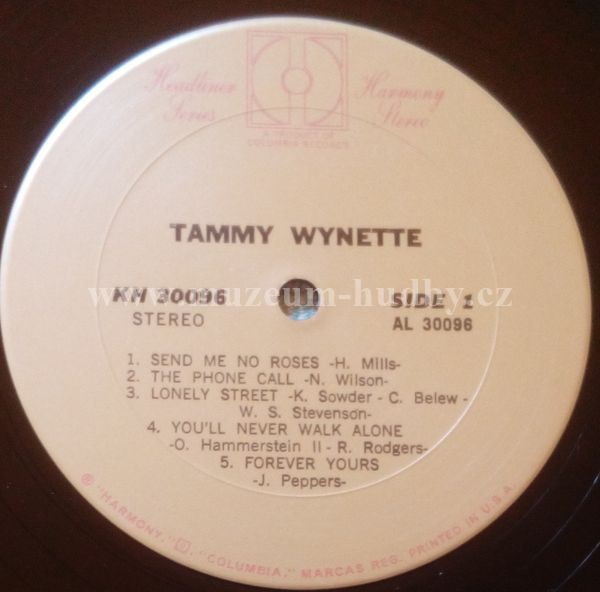 Headliner Series
Harmony Stereo
A PRODUCT OF
COLUMBIA RECORDS
TAMMY WYNETTE
www.muzeum-hudby.cz
KH 30096
SIDE 1
STEREO
AL 30096
1. SEND ME NO ROSES -H. Mills-
2. THE PHONE CALL -N. Wilson-
3. LONELY STREET -K. Sowder - C. Belew -
W. S. Stevenson-
4. YOU'LL NEVER WALK ALONE
-O. Hammerstein II - R. Rodgers-
5. FOREVER YOURS
-J. Peppers-
® "HARMONY," "COLUMBIA," MARCAS REG. PRINTED IN U.S.A.